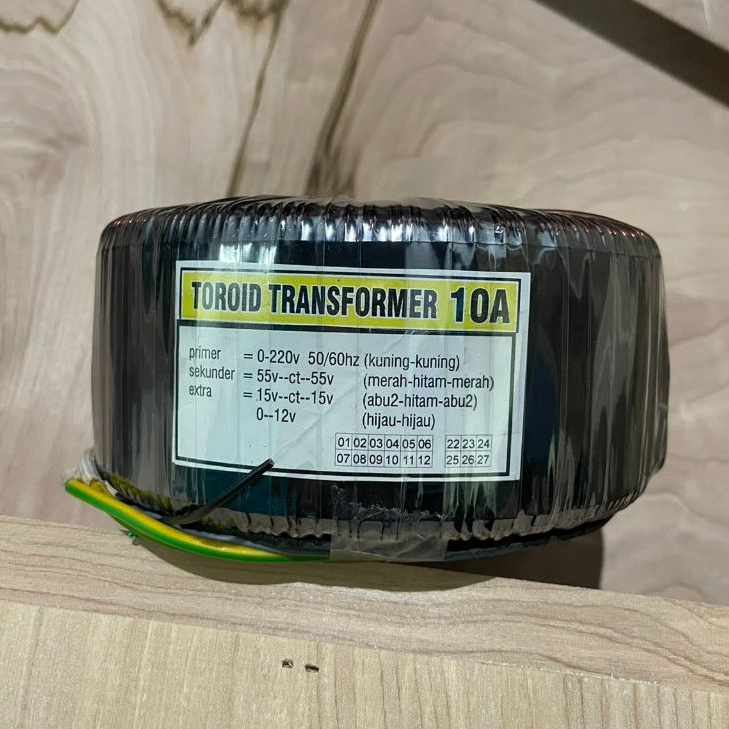 TOROID TRANSFORMER 10A
primer = 0-220v 50/60hz (kuning-kuning)
sekunder = 55v--ct--55v (merah-hitam-merah)
extra = 15v--ct--15v (abu2-hitam-abu2)
0--12v (hijau-hijau)
01 02 03 04 05 06 22 23 24
07 08 09 10 11 12 25 26 27